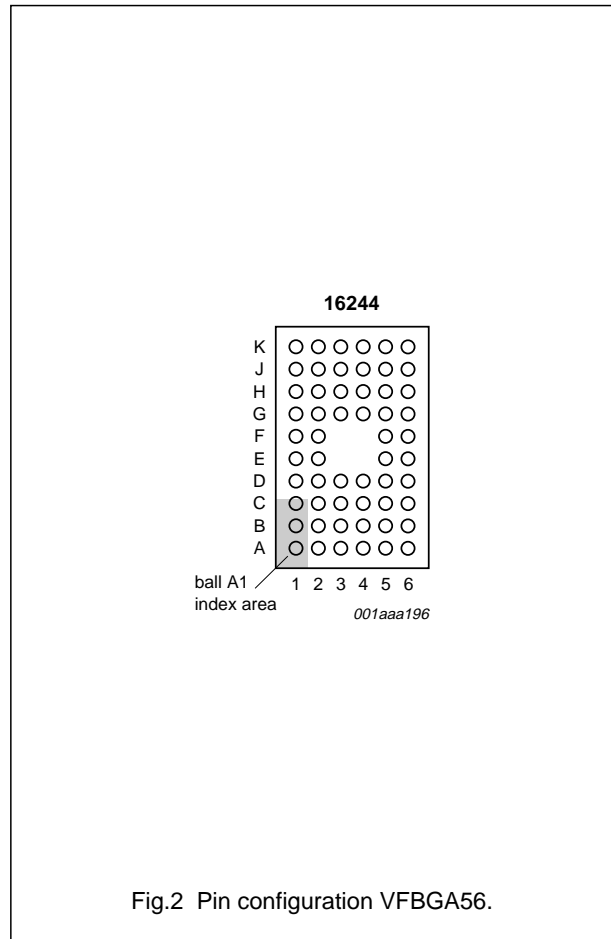 16244
K
J
H
G
F
E
D
C
B
A
ball A1
index area
1 2 3 4 5 6
001aaa196
Fig.2 Pin configuration VFBGA56.